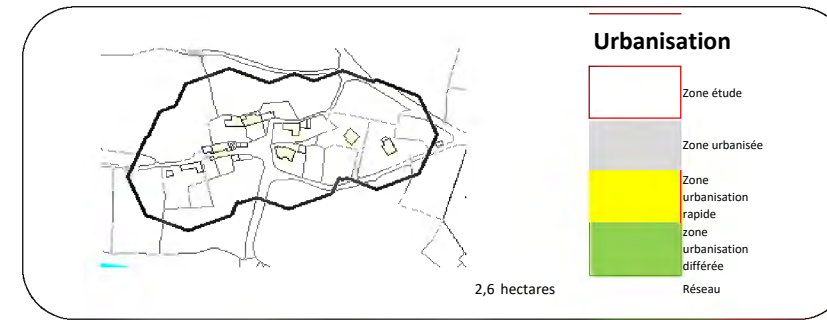 Urbanisation
Zone étude
Zone urbanisée
Zone
urbanisation
rapide
zone
urbanisation
différée
2,6 hectares
Réseau